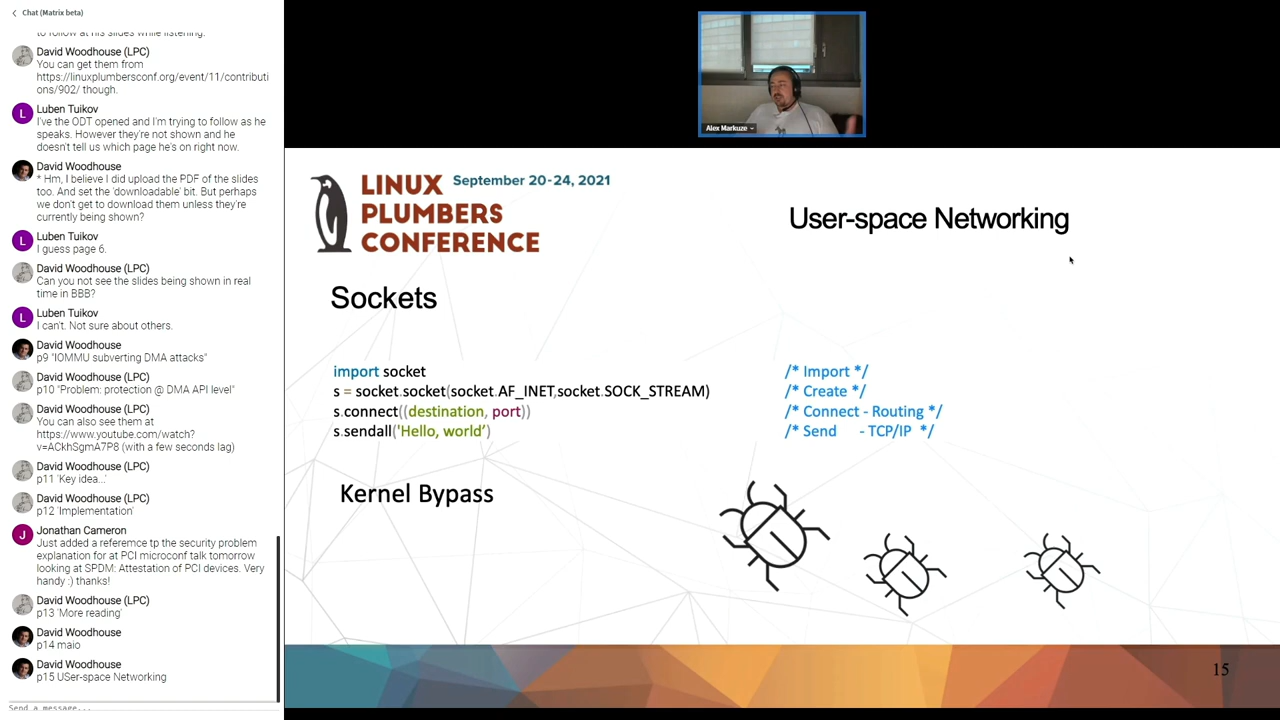 Chat (Matrix beta)
to follow at his slides while listening.
David Woodhouse (LPC)
You can get them from
https://linuxplumbersconf.org/event/11/contributi
ons/902/ though.
L
Luben Tuikov
I've the ODT opened and I'm trying to follow as he
speaks. However they're not shown and he
doesn't tell us which page he's on right now.
David Woodhouse
* Hm, I believe I did upload the PDF of the slides
too. And set the 'downloadable' bit. But perhaps
we don't get to download them unless they're
currently being shown?
L
Luben Tuikov
I guess page 6.
David Woodhouse (LPC)
Can you not see the slides being shown in real
time in BBB?
L
Luben Tuikov
I can't. Not sure about others.
David Woodhouse
p9 "IOMMU subverting DMA attacks"
David Woodhouse (LPC)
p10 "Problem: protection @ DMA API level"
David Woodhouse (LPC)
You can also see them at
https://www.youtube.com/watch?
v=ACkhSgmA7P8 (with a few seconds lag)
David Woodhouse (LPC)
p11 'Key idea...'
David Woodhouse (LPC)
p12 'Implementation'
J
Jonathan Cameron
Just added a referemce tp the security problem
explanation for at PCI microconf talk tomorrow
looking at SPDM: Attestation of PCI devices. Very
handy :) thanks!
David Woodhouse (LPC)
p13 'More reading'
David Woodhouse
p14 maio
David Woodhouse
p15 USer-space Networking
Send a message...
Alex Markuze
LINUX
PLUMBERS
CONFERENCE
September 20-24, 2021
User-space Networking
Sockets
import socket /* Import */
s = socket.socket(socket.AF_INET,socket.SOCK_STREAM) /* Create */
s.connect((destination, port)) /* Connect - Routing */
s.sendall('Hello, world’) /* Send - TCP/IP */
Kernel Bypass
15